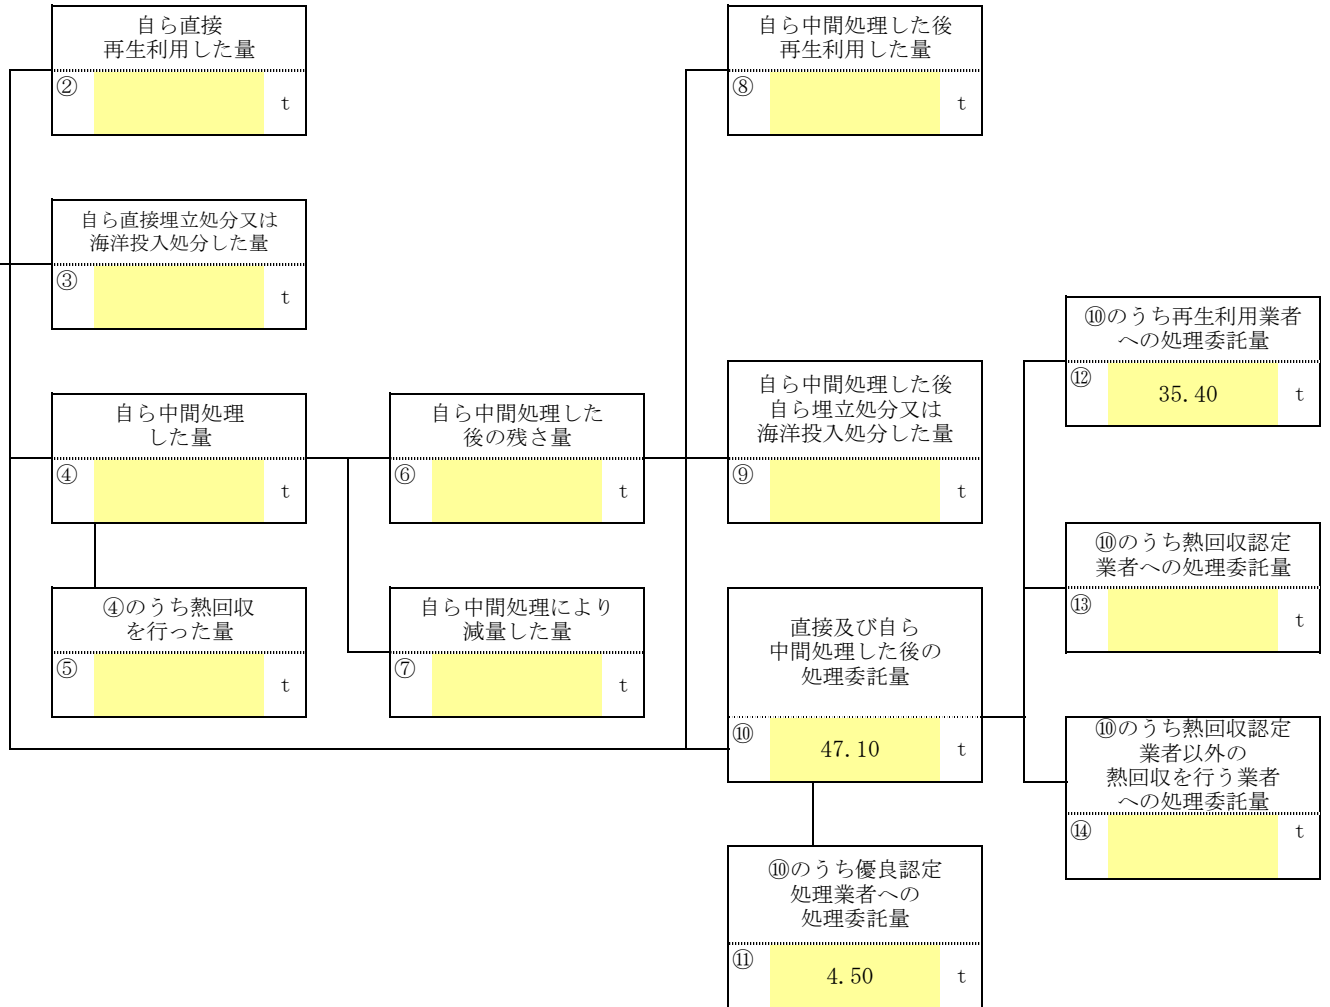 自ら直接
再生利用した量
②
t
自ら中間処理した後
再生利用した量
⑧
t
自ら直接埋立処分又は
海洋投入処分した量
③
t
⑩のうち再生利用業者
への処理委託量
⑫
35.40 t
自ら中間処理
した量
④
t
自ら中間処理した
後の残さ量
⑥
t
自ら中間処理した後
自ら埋立処分又は
海洋投入処分した量
⑨
t
⑩のうち熱回収認定
業者への処理委託量
⑬
t
④のうち熱回収
を行った量
⑤
t
自ら中間処理により
減量した量
⑦
t
直接及び自ら
中間処理した後の
処理委託量
⑩
47.10 t
⑩のうち熱回収認定
業者以外の
熱回収を行う業者
への処理委託量
⑭
t
⑩のうち優良認定
処理業者への
処理委託量
⑪
4.50 t